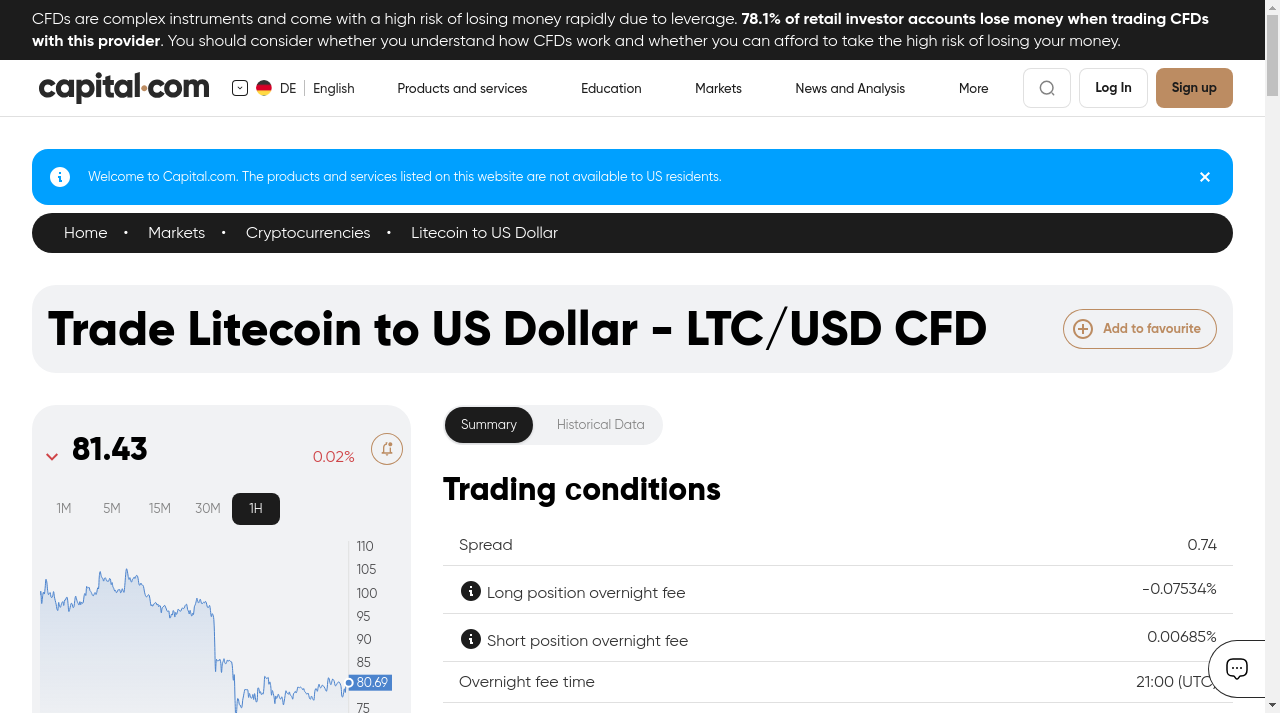 CFDs are complex instruments and come with a high risk of losing money rapidly due to leverage. 78.1% of retail investor accounts lose money when trading CFDs
with this provider. You should consider whether you understand how CFDs work and whether you can afford to take the high risk of losing your money.
capital.com
DE English Products and services Education Markets News and Analysis More Log In Sign up
Welcome to Capital.com. The products and services listed on this website are not available to US residents.
Home • Markets • Cryptocurrencies • Litecoin to US Dollar
Trade Litecoin to US Dollar - LTC/USD CFD
Add to favourite
81.43
0.02%
1M 5M 15M 30M 1H
110
105
100
95
90
85
80.69
75
Summary Historical Data
Trading conditions
Spread 0.74
Long position overnight fee -0.07534%
Short position overnight fee 0.00685%
Overnight fee time 21:00 (UTC)